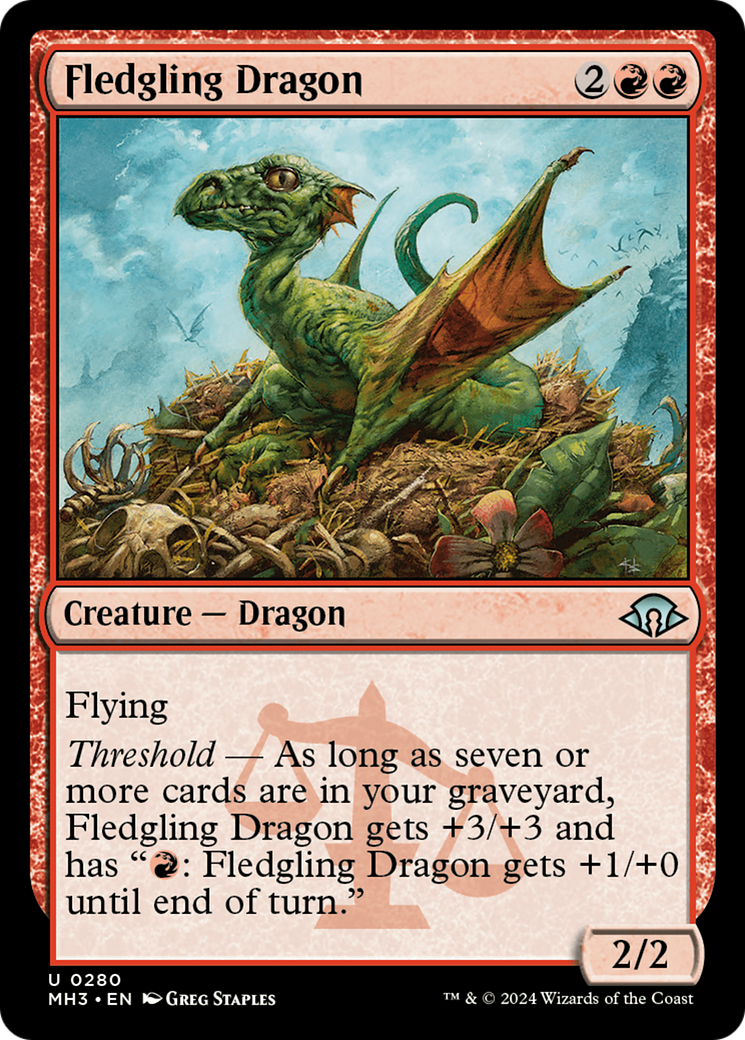 Fledgling Dragon 2
Creature — Dragon
Flying
Threshold — As long as seven or
more cards are in your graveyard,
Fledgling Dragon gets +3/+3 and
has “: Fledgling Dragon gets +1/+0
until end of turn.”
2/2
U 0280
MH3 • EN Greg Staples
™ & © 2024 Wizards of the Coast